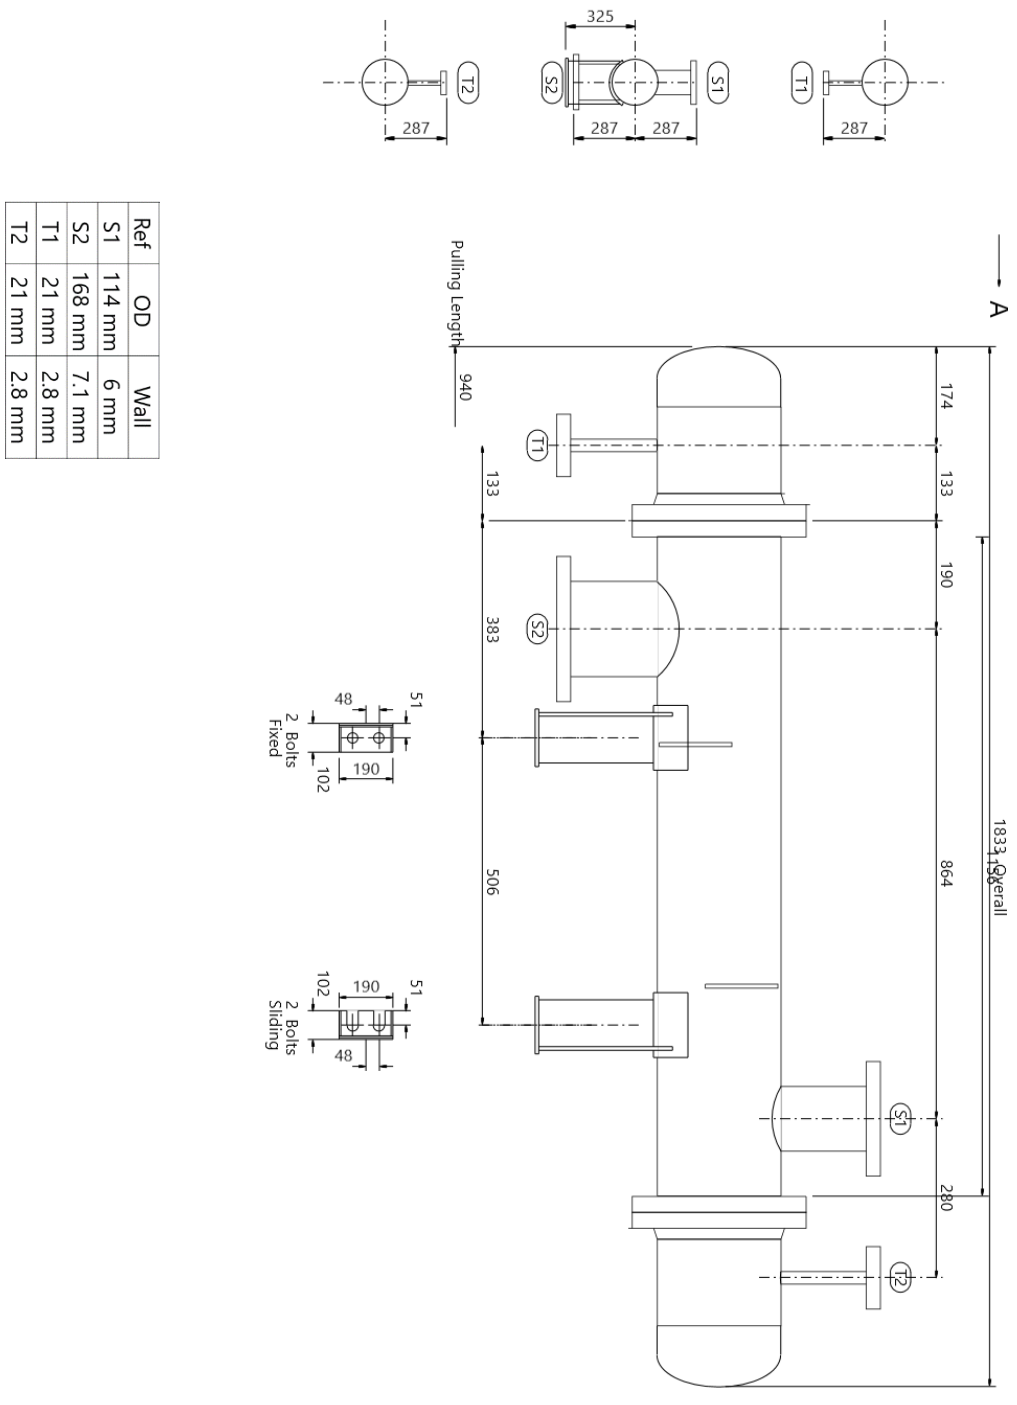 325
T2
S2
S1
T1
287
287
287
287
Ref OD Wall
S1 114 mm 6 mm
S2 168 mm 7.1 mm
T1 21 mm 2.8 mm
T2 21 mm 2.8 mm
A
Pulling Length
940
174
T1
133
133
190
S2
383
48
51
2 Bolts
Fixed
190
102
1833 Overall
1156
864
506
102
190
51
2 Bolts
Sliding
48
S1
280
T2